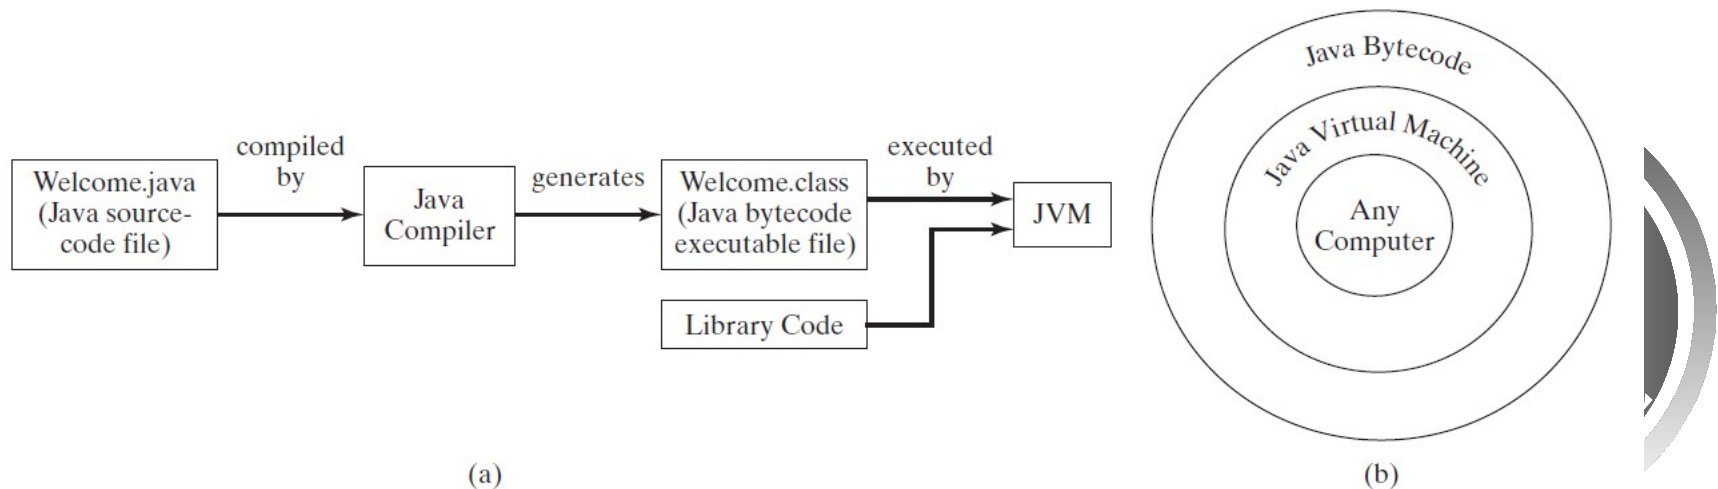 Welcome.java
(Java source-
code file)
compiled
by
Java
Compiler
generates
Welcome.class
(Java bytecode
executable file)
executed
by
JVM
Library Code
(a)
Java Bytecode
Java Virtual Machine
Any
Computer
(b)